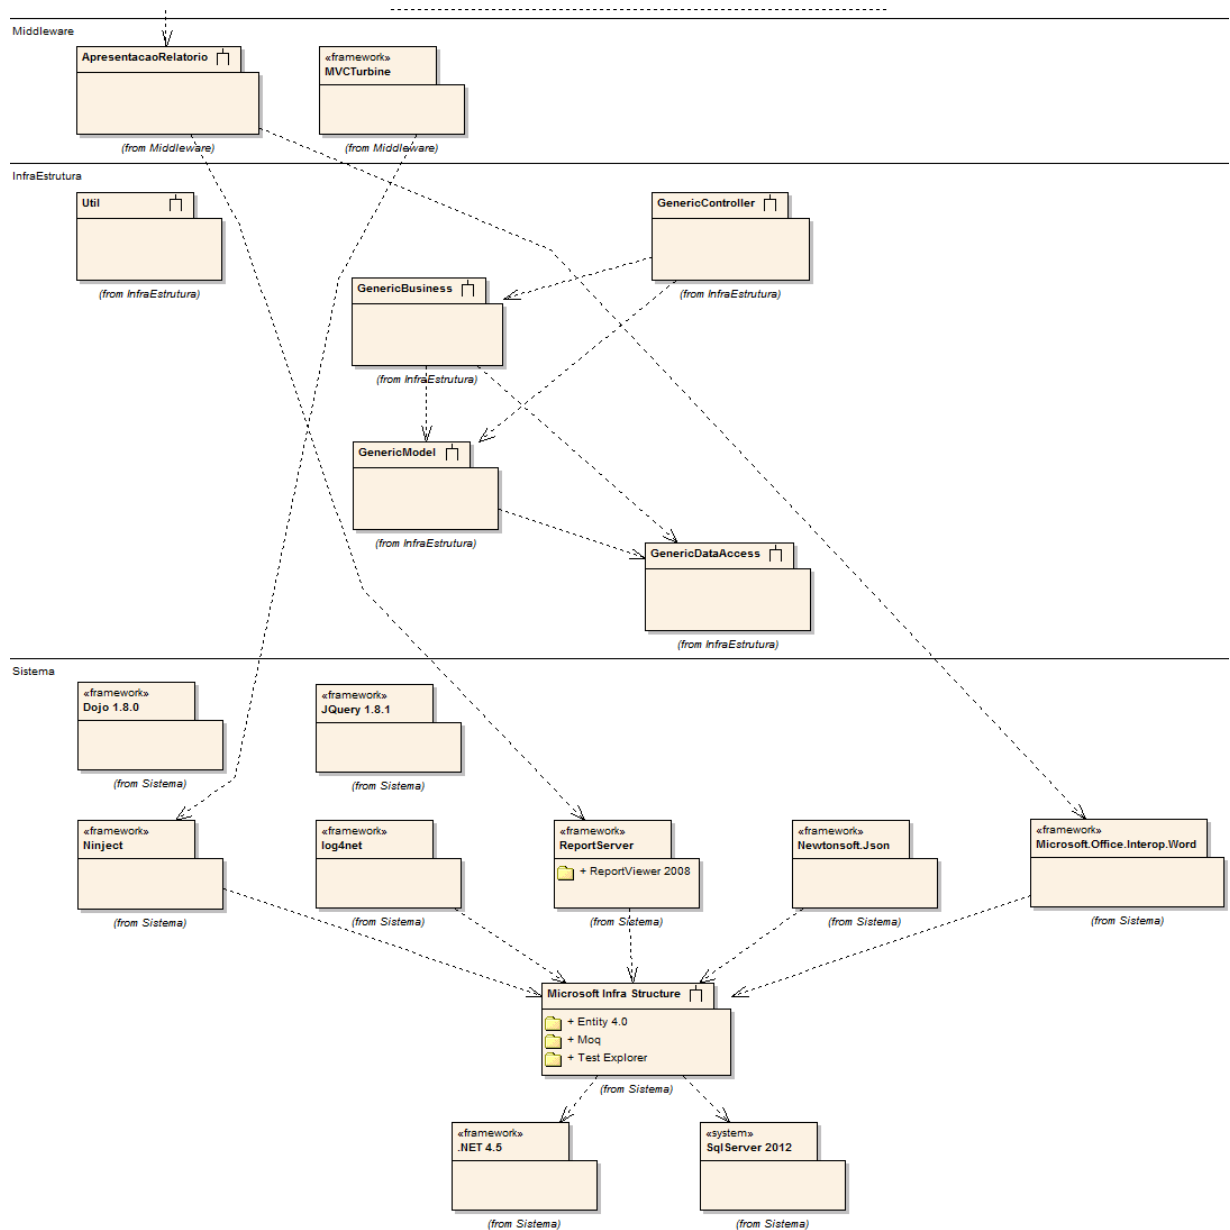 Middleware
ApresentacaoRelatorio
«framework»
MVCTurbine
(from Middleware)
(from Middleware)
InfraEstrutura
Util
GenericController
(from InfraEstrutura)
(from InfraEstrutura)
GenericBusiness
(from InfraEstrutura)
GenericModel
(from InfraEstrutura)
GenericDataAccess
(from InfraEstrutura)
Sistema
«framework»
Dojo 1.8.0
«framework»
JQuery 1.8.1
(from Sistema)
(from Sistema)
«framework»
Ninject
«framework»
log4net
«framework»
ReportServer
+ ReportViewer 2008
«framework»
Newtonsoft.Json
«framework»
Microsoft.Office.Interop.Word
(from Sistema)
(from Sistema)
(from Sistema)
(from Sistema)
(from Sistema)
Microsoft Infra Structure
+ Entity 4.0
+ Moq
+ Test Explorer
(from Sistema)
«framework»
.NET 4.5
«system»
SqlServer 2012
(from Sistema)
(from Sistema)